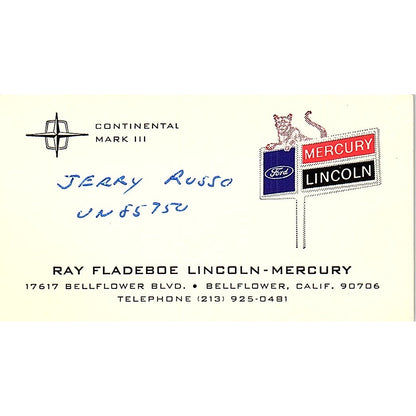 CONTINENTAL
MARK III
MERCURY
Ford
LINCOLN
JERRY RUSSO
UN85750
RAY FLADEBOE LINCOLN-MERCURY
17617 BELLFLOWER BLVD. • BELLFLOWER, CALIF. 90706
TELEPHONE (213) 925-0481